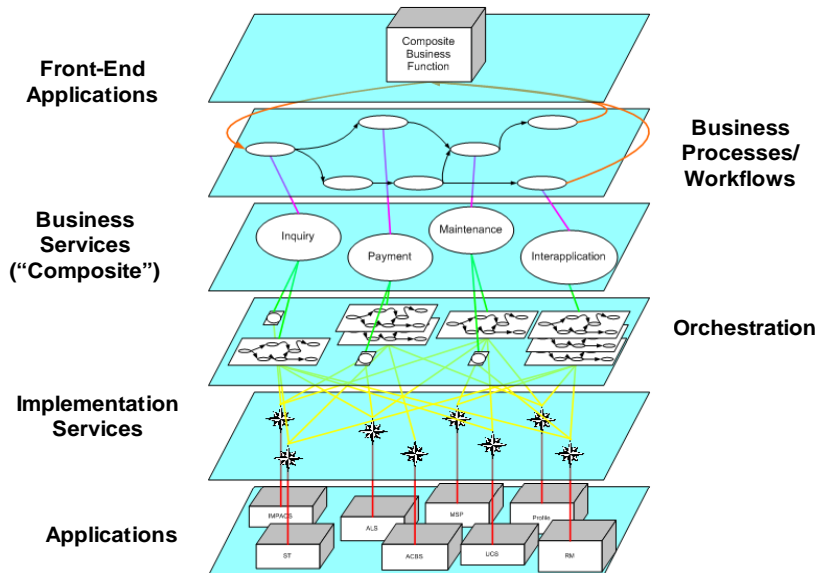 Composite
Business
Function
Front-End
Applications
Business
Processes/
Workflows
Business
Services
(“Composite”)
Inquiry
Payment
Maintenance
Interapplication
Orchestration
Implementation
Services
Applications
IMPACS
ST
ALS
ACBS
MSP
UCS
Profile
RM